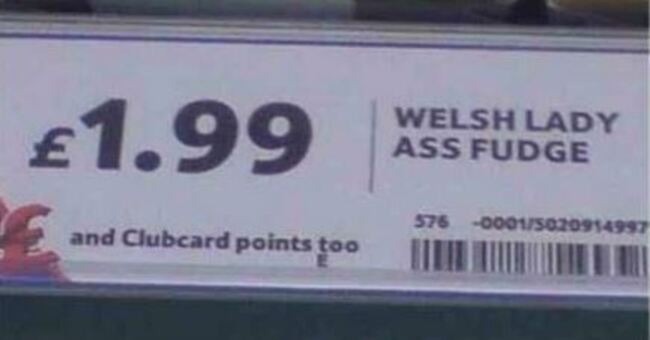 £1.99
WELSH LADY
ASS FUDGE
and Clubcard points too
E
576 -0001/5020914997